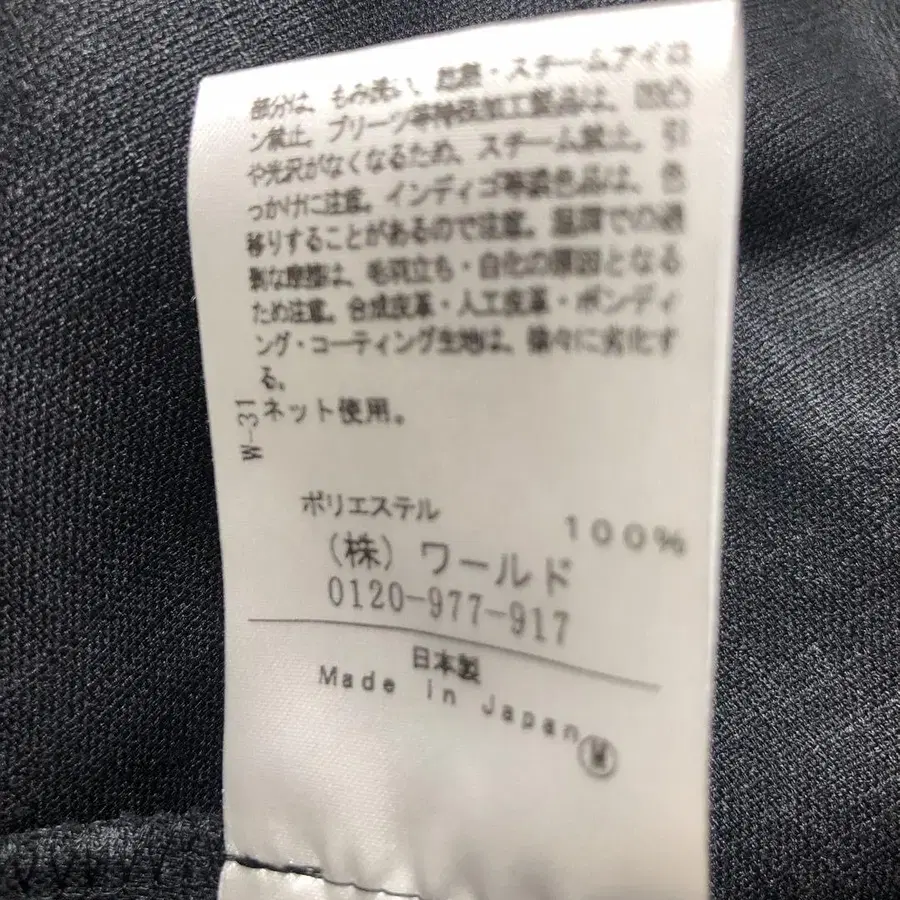 部分は、もみ洗い、乾燥・スチームアイロ
ン禁止。プリーツ等特殊加工製品は、凹凸
や光沢がなくなるため、スチーム禁止。引
っかけに注意。インディゴ等濃色品は、色
移りすることがあるので注意。品障での過
剰な摩擦は、毛羽立ち・白化の原因となる
ため注意。合成皮革・人工皮革・ボンディ
ング・コーティング生地は、徐々に劣化す
る。
ネット使用。
W-31
ポリエステル 100%
(株) ワールド
0120-977-917
日本製
Made in Japan